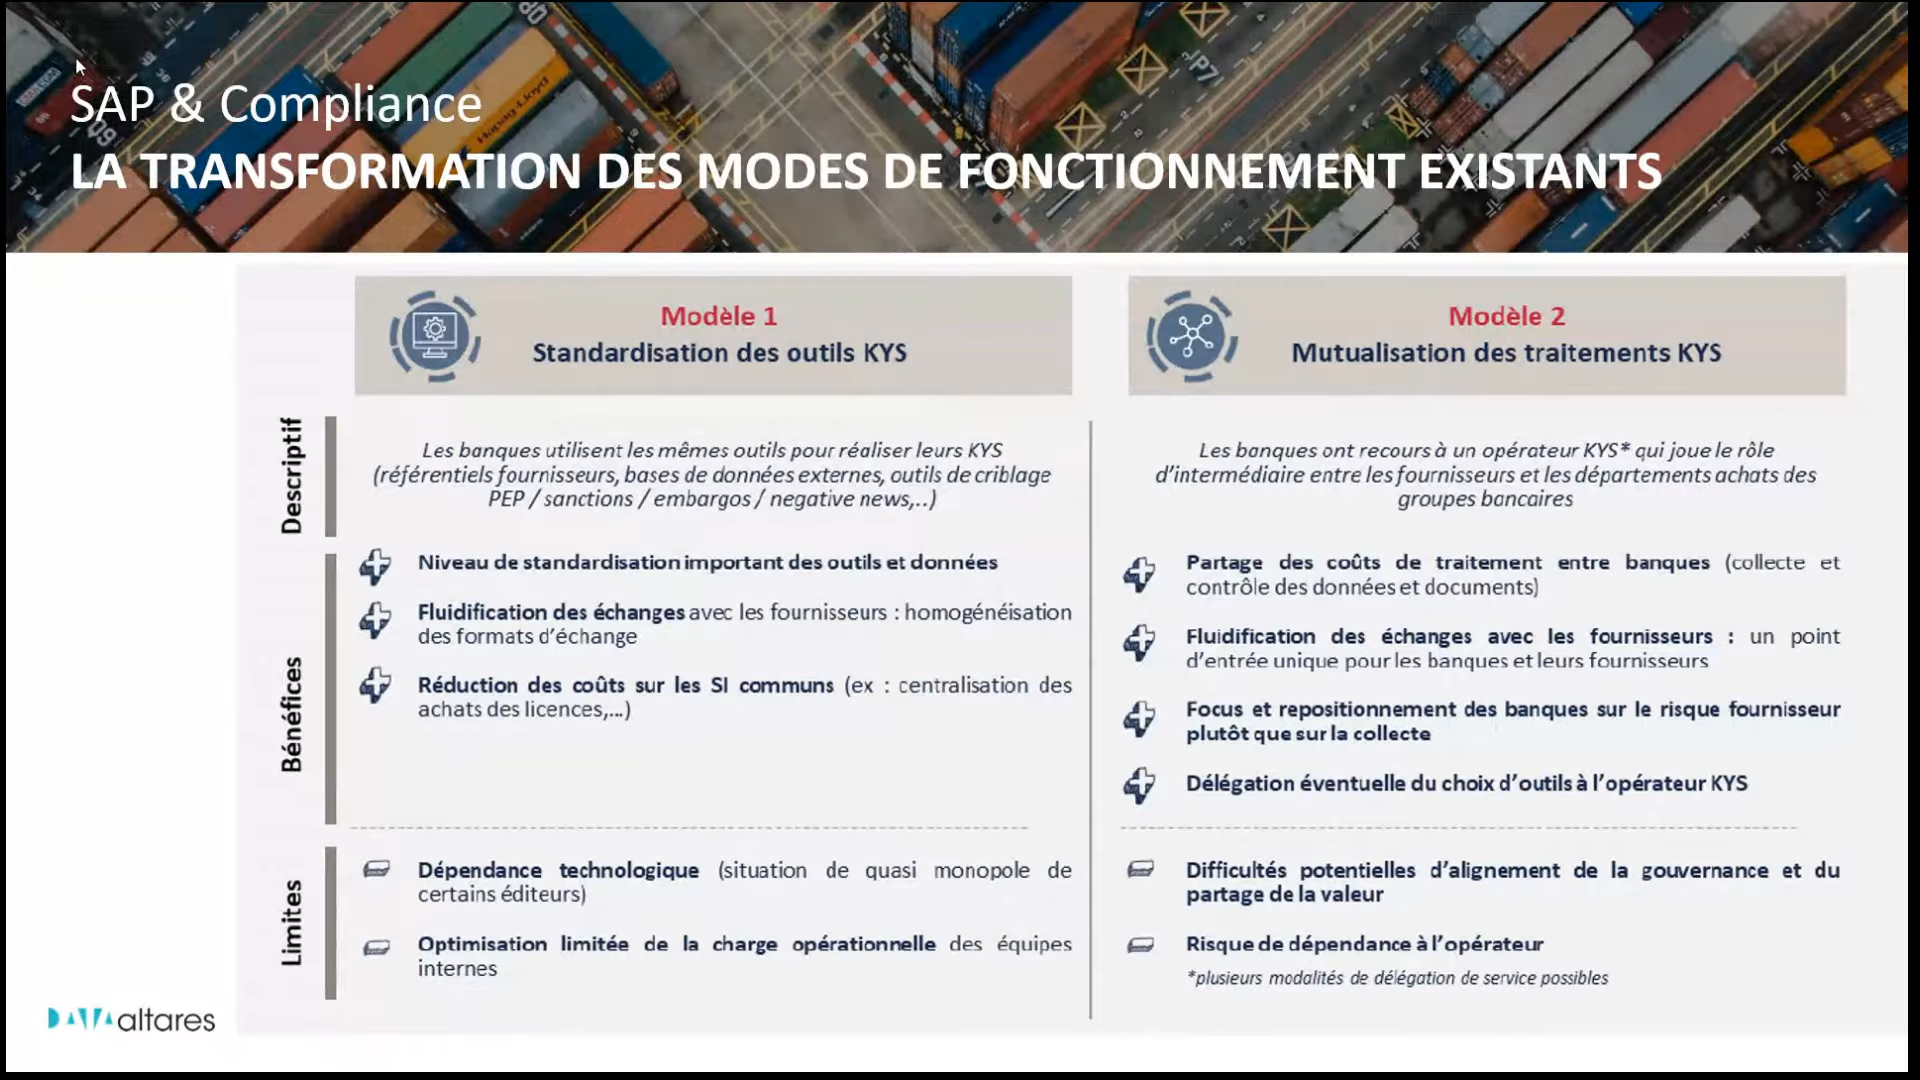 SAP & Compliance
LA TRANSFORMATION DES MODES DE FONCTIONNEMENT EXISTANTS
Modèle 1
Standardisation des outils KYS
Modèle 2
Mutualisation des traitements KYS
Descriptif
Les banques utilisent les mêmes outils pour réaliser leurs KYS
(référentiels fournisseurs, bases de données externes, outils de criblage
PEP / sanctions / embargos / negative news,..)
Les banques ont recours à un opérateur KYS* qui joue le rôle
d'intermédiaire entre les fournisseurs et les départements achats des
groupes bancaires
Bénéfices
Niveau de standardisation important des outils et données
Fluidification des échanges avec les fournisseurs : homogénéisation
des formats d'échange
Réduction des coûts sur les SI communs (ex : centralisation des
achats des licences,...)
Partage des coûts de traitement entre banques (collecte et
contrôle des données et documents)
Fluidification des échanges avec les fournisseurs : un point
d'entrée unique pour les banques et leurs fournisseurs
Focus et repositionnement des banques sur le risque fournisseur
plutôt que sur la collecte
Délégation éventuelle du choix d'outils à l'opérateur KYS
Limites
Dépendance technologique (situation de quasi monopole de
certains éditeurs)
Optimisation limitée de la charge opérationnelle des équipes
internes
Difficultés potentielles d'alignement de la gouvernance et du
partage de la valeur
Risque de dépendance à l'opérateur
*plusieurs modalités de délégation de service possibles
DATA altares
Hapag-Lloyd
P7